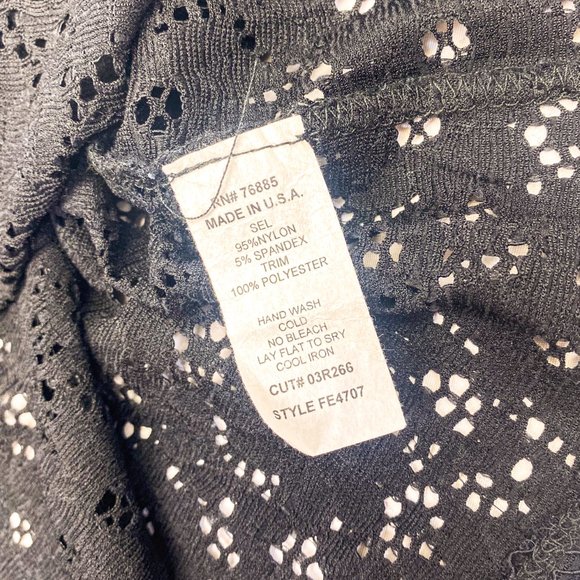 RN# 76885
MADE IN U.S.A.
SEL
95%NYLON
5% SPANDEX
TRIM
100% POLYESTER
HAND WASH
COLD
NO BLEACH
LAY FLAT TO SRY
COOL IRON
CUT# 03R266
STYLE FE4707